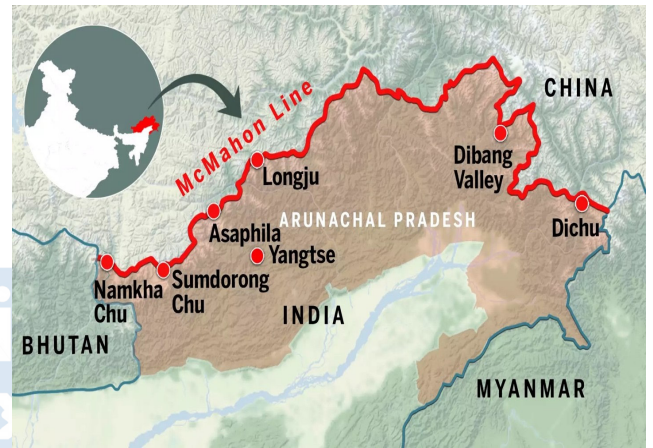 CHINA
McMahon Line
Longju
Dibang
Valley
ARUNACHAL PRADESH
Asaphila
Yangtse
Dichu
Namkha
Chu
Sumdorong
Chu
INDIA
BHUTAN
MYANMAR